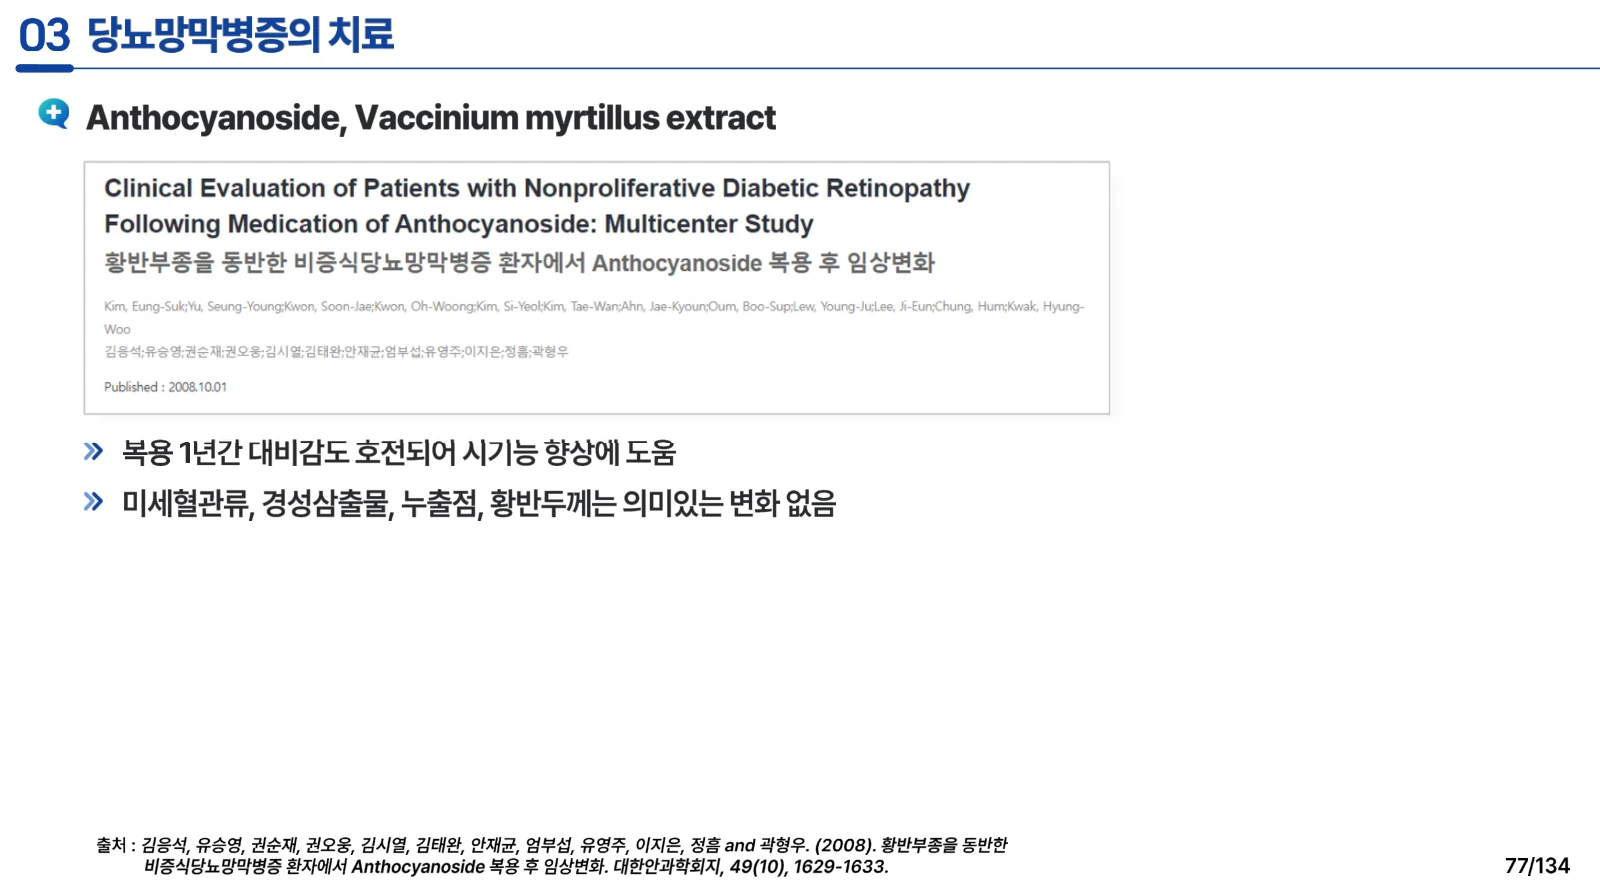 03 당뇨망막병증의 치료
Anthocyanoside, Vaccinium myrtillus extract
Clinical Evaluation of Patients with Nonproliferative Diabetic Retinopathy
Following Medication of Anthocyanoside: Multicenter Study
황반부종을 동반한 비증식당뇨망막병증 환자에서 Anthocyanoside 복용 후 임상변화
Kim, Eung-Suk;Yu, Seung-Young;Kwon, Soon-Jae;Kwon, Oh-Woong;Kim, Si-Yeol;Kim, Tae-Wan;Ahn, Jae-Kyoun;Oum, Boo-Sup;Lew, Young-Ju;Lee, Ji-Eun;Chung, Hum;Kwak, Hyung-
Woo
김응석;유승영;권순재;권오웅;김시열;김태완;안재균;엄부섭;유영주;이지은;정흠;곽형우
Published : 2008.10.01
복용 1년간 대비감도 호전되어 시기능 향상에 도움
미세혈관류, 경성삼출물, 누출점, 황반두께는 의미있는 변화 없음
출처 : 김응석, 유승영, 권순재, 권오웅, 김시열, 김태완, 안재균, 엄부섭, 유영주, 이지은, 정흠 and 곽형우. (2008). 황반부종을 동반한
비증식당뇨망막병증 환자에서 Anthocyanoside 복용 후 임상변화. 대한안과학회지, 49(10), 1629-1633.
77/134